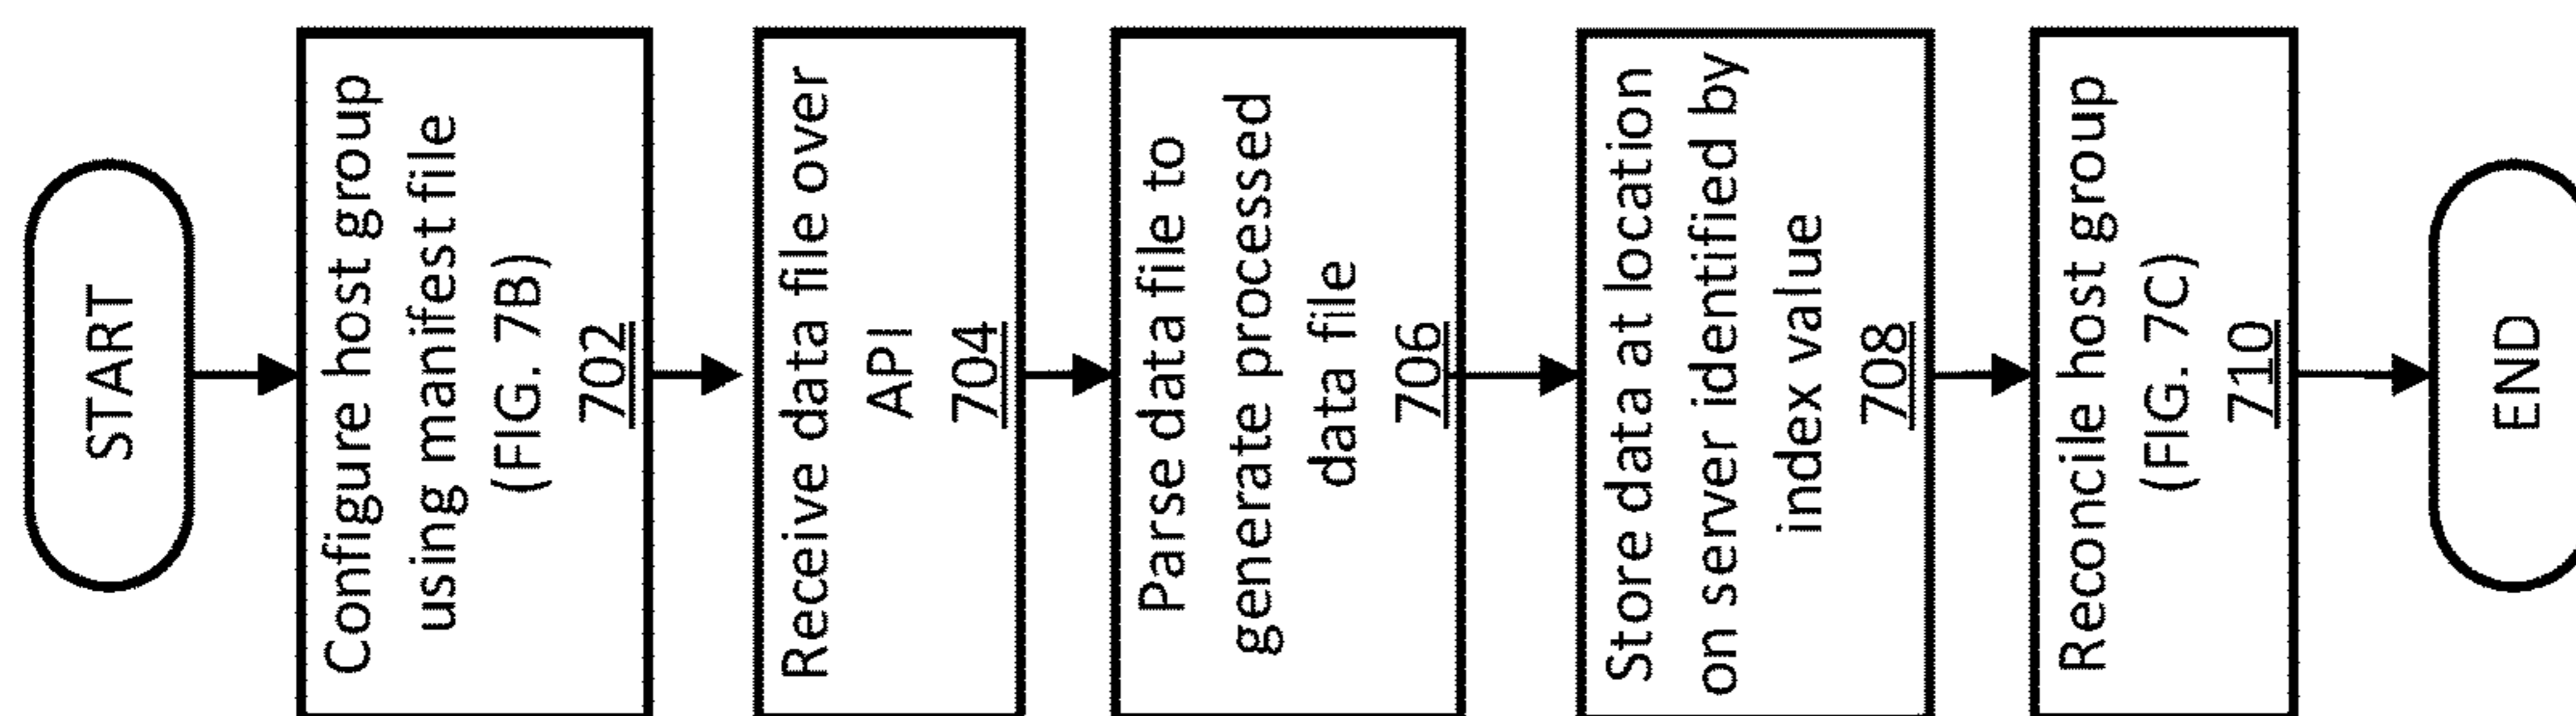 START
Configure host group
using manifest file
(FIG. 7B)
702
Receive data file over
API
704
Parse data file to
generate processed
data file
706
Store data at location
on server identified by
index value
708
Reconcile host group
(FIG. 7C)
710
END